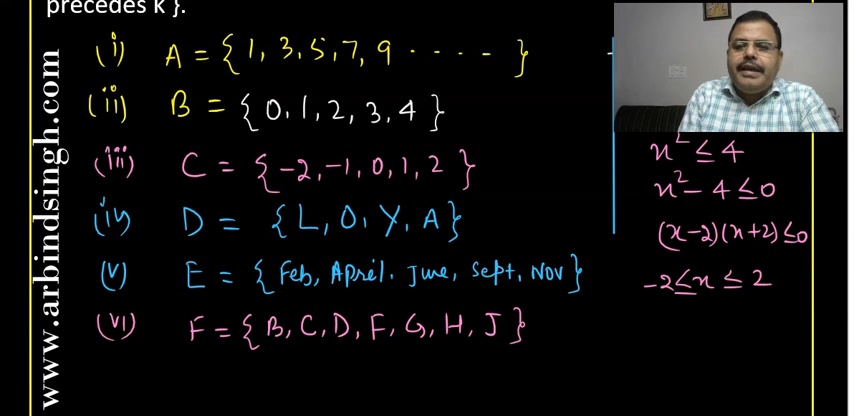 precedes k }.
(i) A = { 1, 3, 5, 7, 9 ..... }
(ii) B = { 0, 1, 2, 3, 4 }
(iii) C = { -2, -1, 0, 1, 2 }
(iv) D = { L, O, Y, A }
(v) E = { Feb, April, June, Sept, Nov }
(vi) F = { B, C, D, F, G, H, J }
x² ≤ 4
x² - 4 ≤ 0
(x-2)(x+2) ≤ 0
-2 ≤ x ≤ 2
www.arbindsingh.com